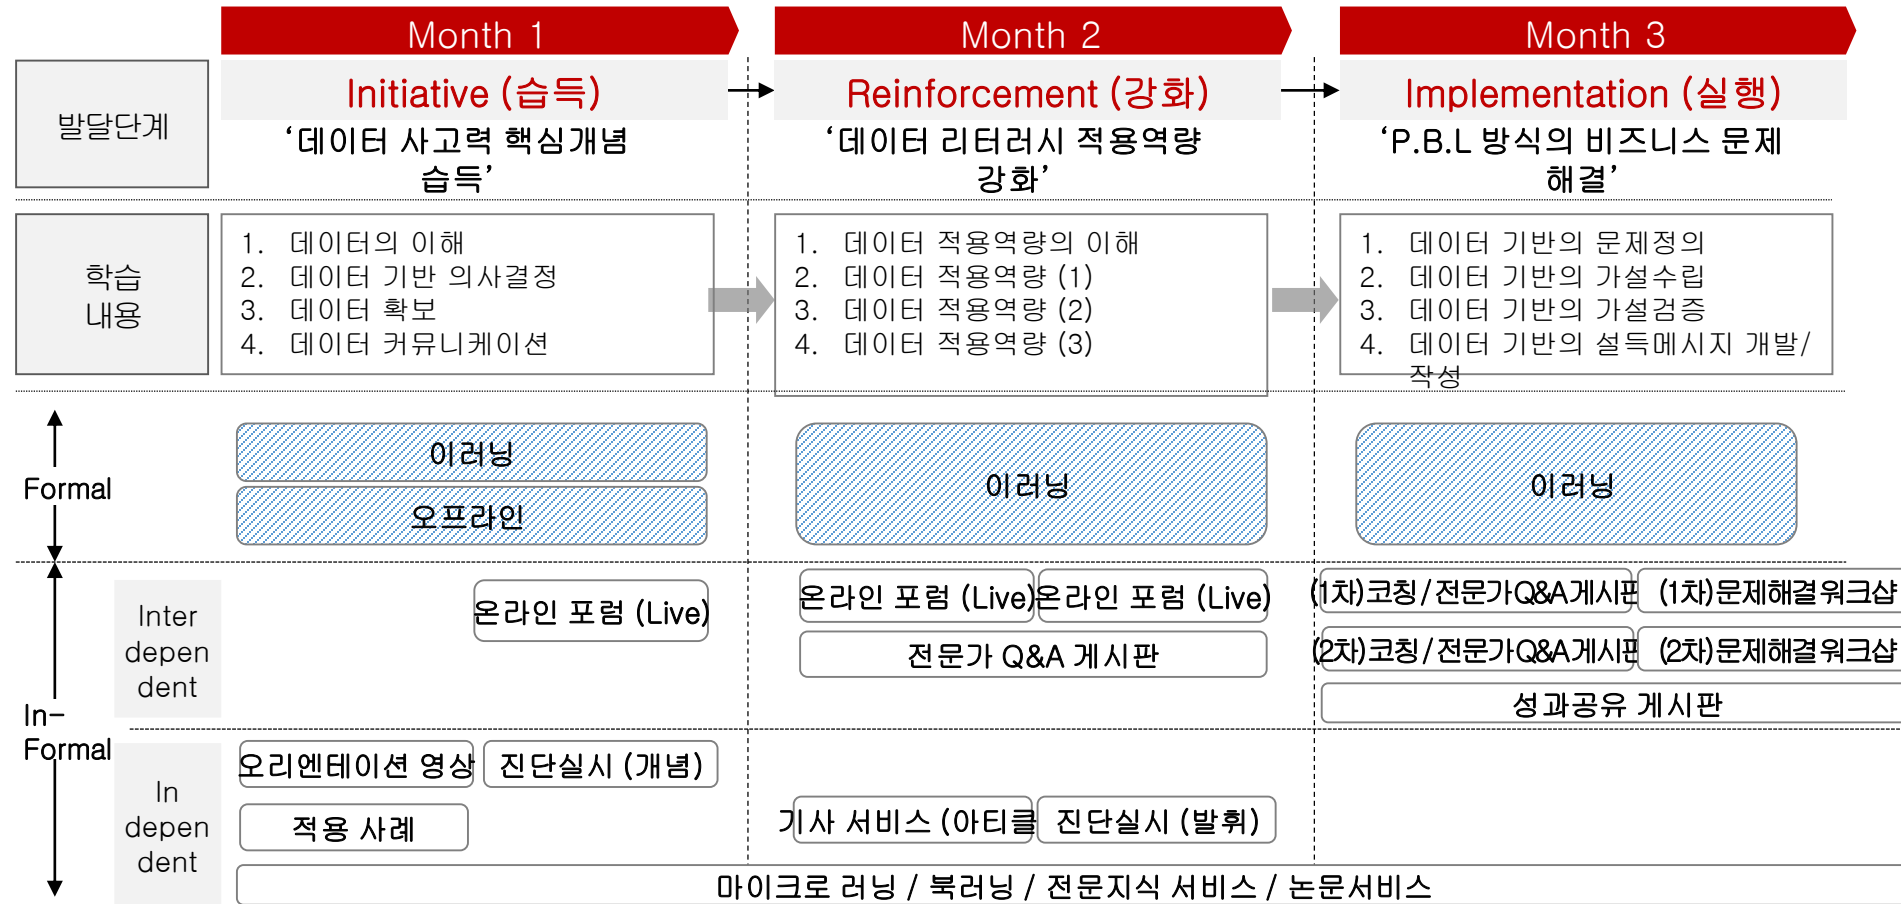 Month 1
Month 2
Month 3
발달단계
Initiative (습득)
Reinforcement (강화)
Implementation (실행)
‘데이터 사고력 핵심개념
습득’
‘데이터 리터러시 적용역량
강화’
‘P.B.L 방식의 비즈니스 문제
해결’
학습
내용
1. 데이터의 이해
2. 데이터 기반 의사결정
3. 데이터 확보
4. 데이터 커뮤니케이션
1. 데이터 적용역량의 이해
2. 데이터 적용역량 (1)
3. 데이터 적용역량 (2)
4. 데이터 적용역량 (3)
1. 데이터 기반의 문제정의
2. 데이터 기반의 가설수립
3. 데이터 기반의 가설검증
4. 데이터 기반의 설득메시지 개발/
작성
Formal
이러닝
오프라인
이러닝
이러닝
In-
Formal
Inter
depen
dent
온라인 포럼 (Live)
온라인 포럼 (Live)
온라인 포럼 (Live)
전문가 Q&A 게시판
(1차)코칭/전문가Q&A게시판
(1차)문제해결워크샵
(2차)코칭/전문가Q&A게시판
(2차)문제해결워크샵
성과공유 게시판
In
depen
dent
오리엔테이션 영상
진단실시 (개념)
적용 사례
기사 서비스 (아티클
진단실시 (발휘)
마이크로 러닝 / 북러닝 / 전문지식 서비스 / 논문서비스